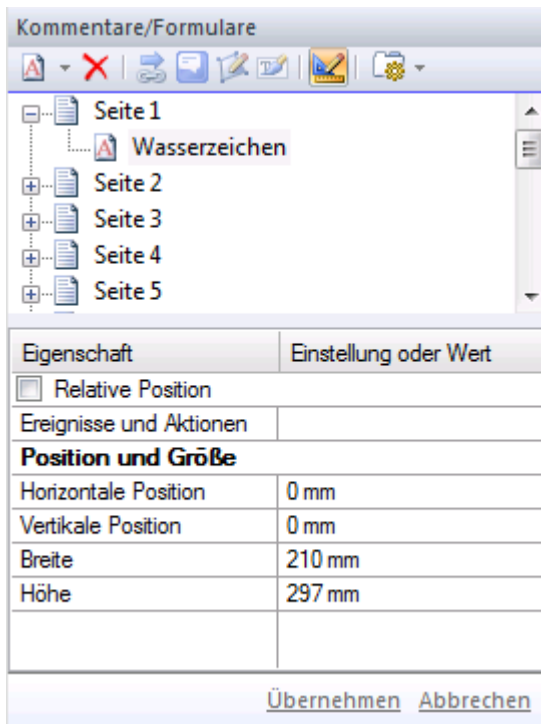 Kommentare/Formulare
Seite 1
Wasserzeichen
Seite 2
Seite 3
Seite 4
Seite 5
Eigenschaft Einstellung oder Wert
Relative Position
Ereignisse und Aktionen
Position und Größe
Horizontale Position 0 mm
Vertikale Position 0 mm
Breite 210 mm
Höhe 297 mm
Übernehmen Abbrechen